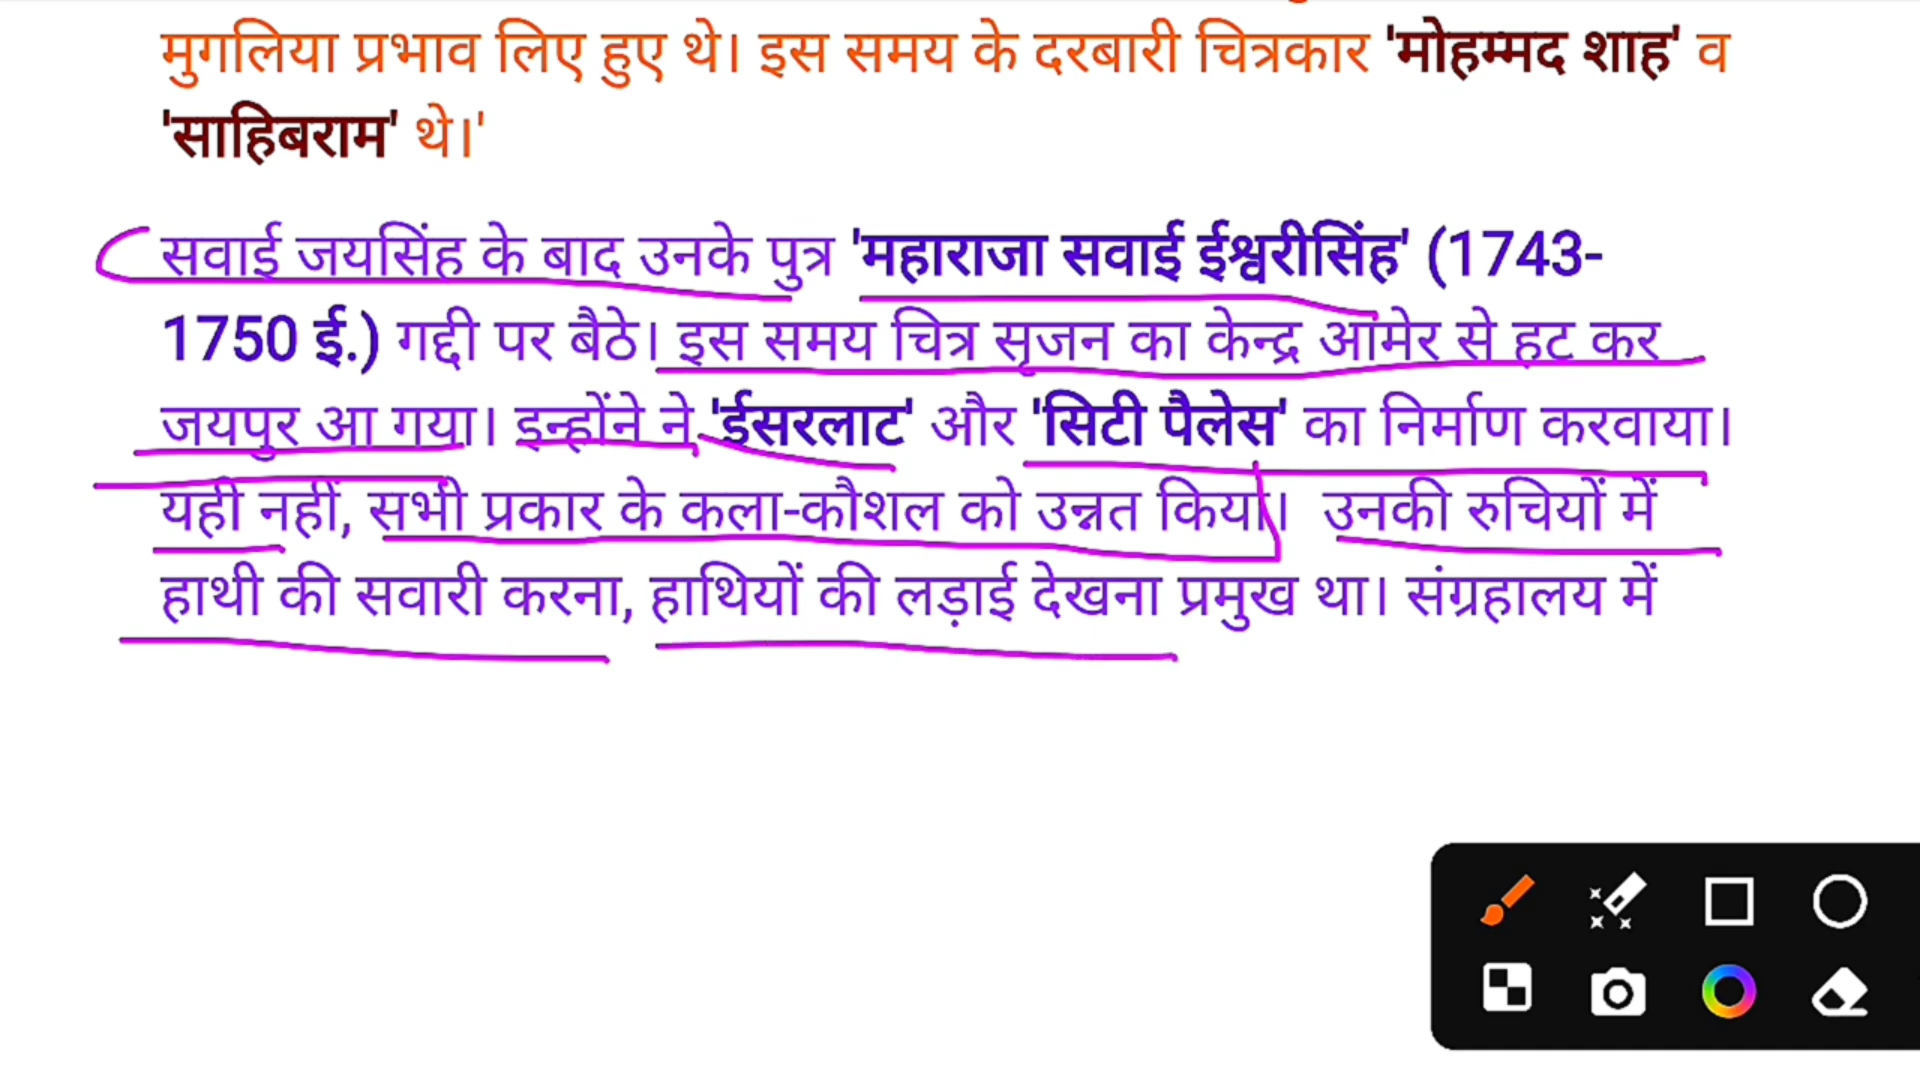 मुगलिया प्रभाव लिए हुए थे। इस समय के दरबारी चित्रकार 'मोहम्मद शाह' व
'साहिबराम' थे।'
सवाई जयसिंह के बाद उनके पुत्र 'महाराजा सवाई ईश्वरीसिंह' (1743-
1750 ई.) गद्दी पर बैठे। इस समय चित्र सृजन का केन्द्र आमेर से हट कर
जयपुर आ गया। इन्होंने ने 'ईसरलाट' और 'सिटी पैलेस' का निर्माण करवाया।
यही नहीं, सभी प्रकार के कला-कौशल को उन्नत किया। उनकी रुचियों में
हाथी की सवारी करना, हाथियों की लड़ाई देखना प्रमुख था। संग्रहालय में